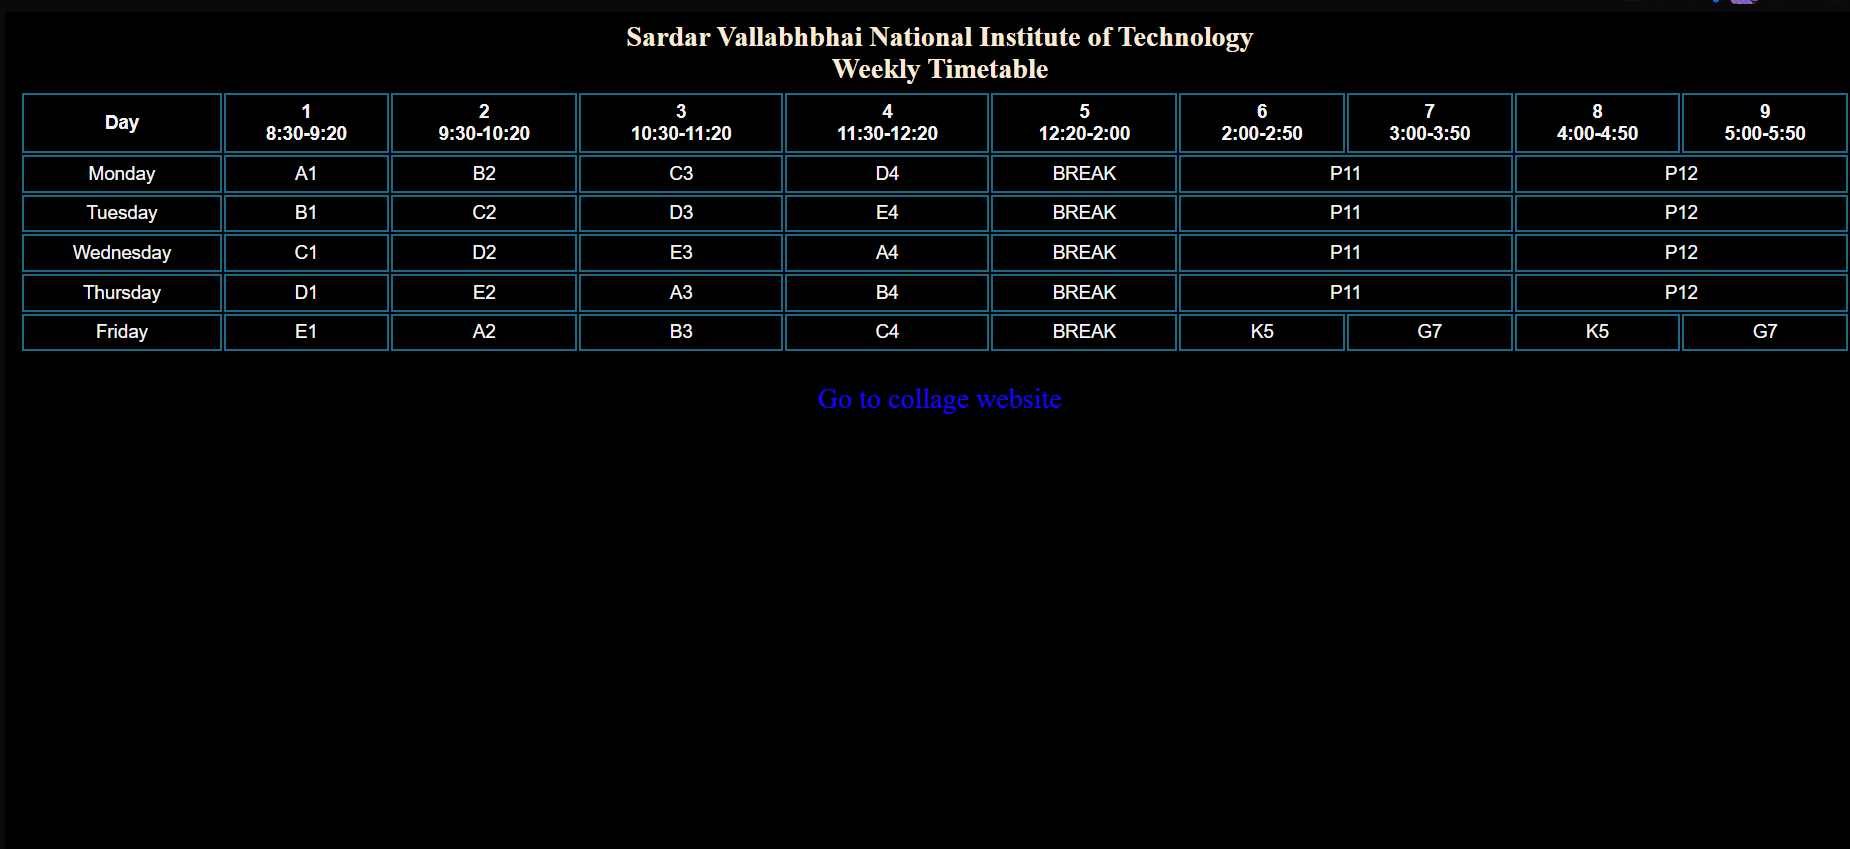 Sardar Vallabhbhai National Institute of Technology
Weekly Timetable
Day 1 2 3 4 5 6 7 8 9
8:30-9:20 9:30-10:20 10:30-11:20 11:30-12:20 12:20-2:00 2:00-2:50 3:00-3:50 4:00-4:50 5:00-5:50
Monday A1 B2 C3 D4 BREAK P11 P12
Tuesday B1 C2 D3 E4 BREAK P11 P12
Wednesday C1 D2 E3 A4 BREAK P11 P12
Thursday D1 E2 A3 B4 BREAK P11 P12
Friday E1 A2 B3 C4 BREAK K5 G7 K5 G7
Go to collage website